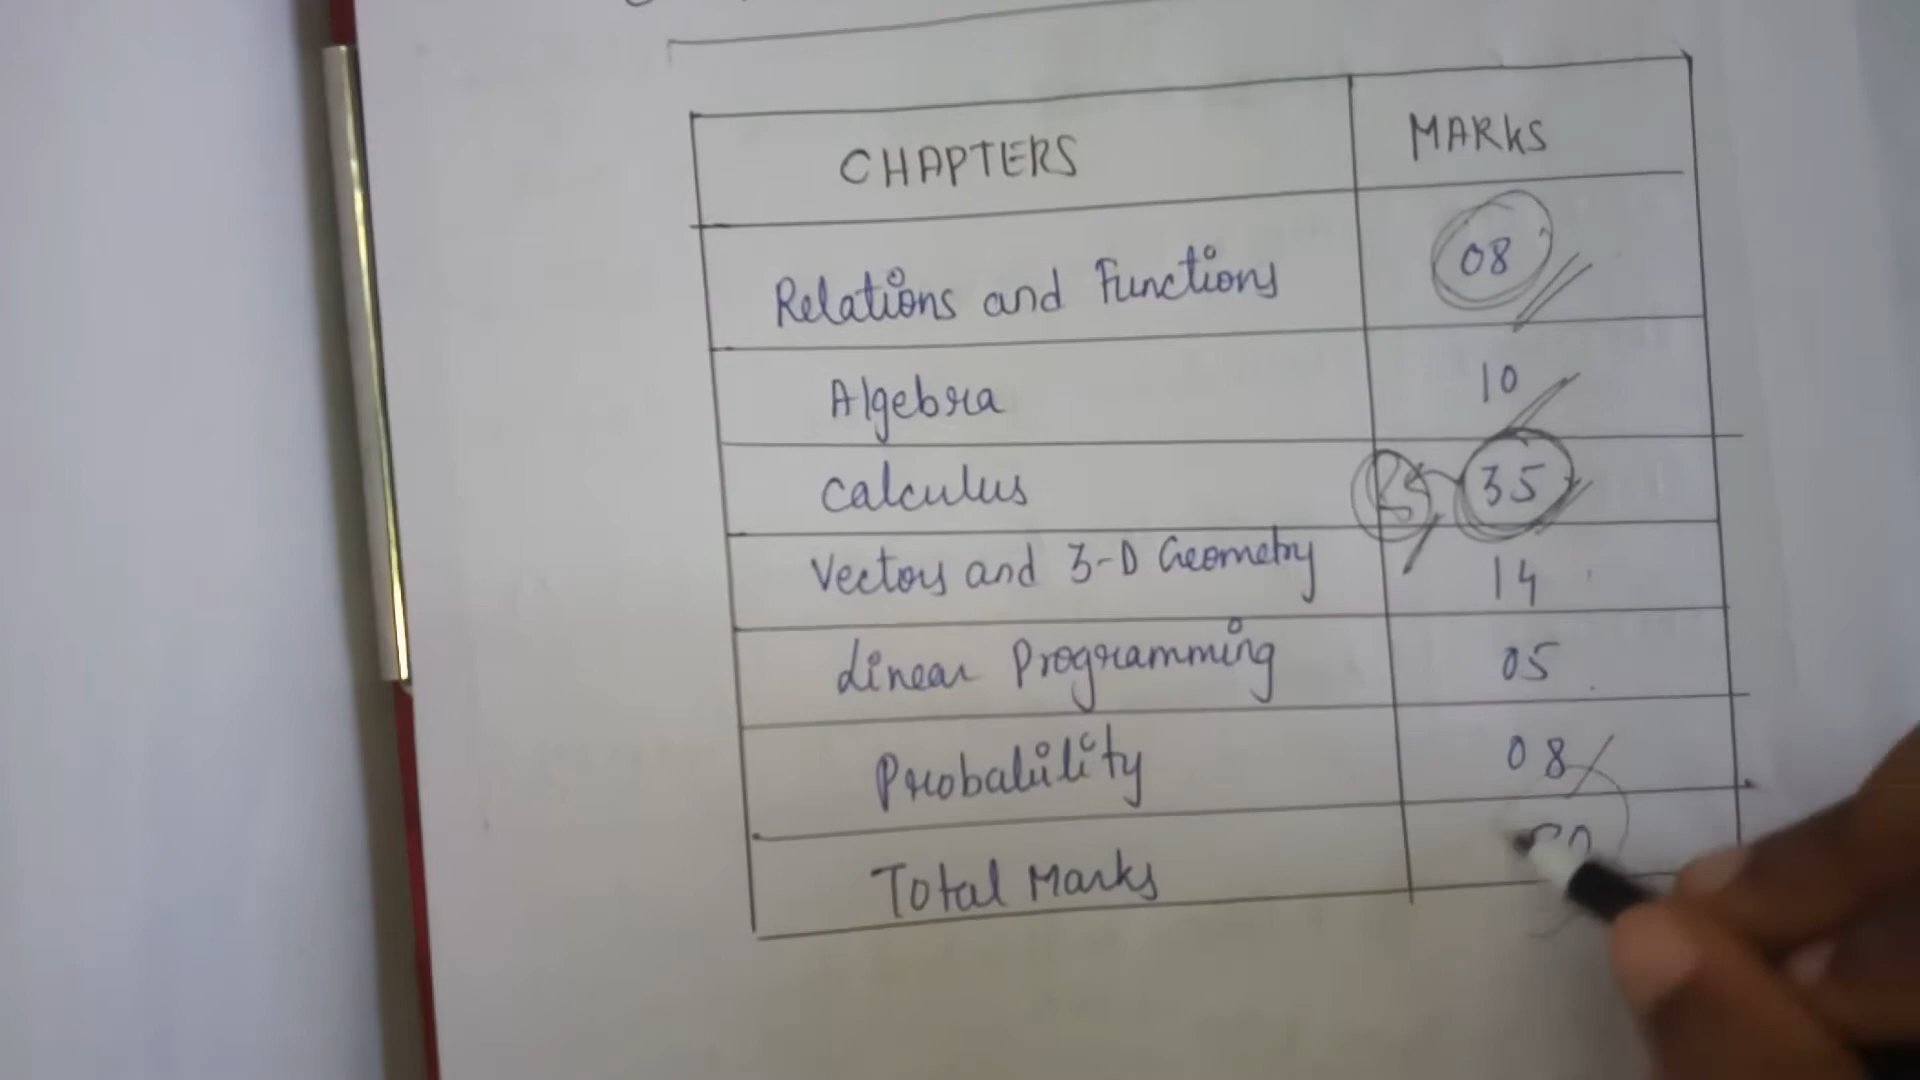 CHAPTERS MARKS
Relations and Functions 08
Algebra 10
Calculus 35
Vectors and 3-D Geometry 14
Linear Programming 05
Probability 08
Total Marks